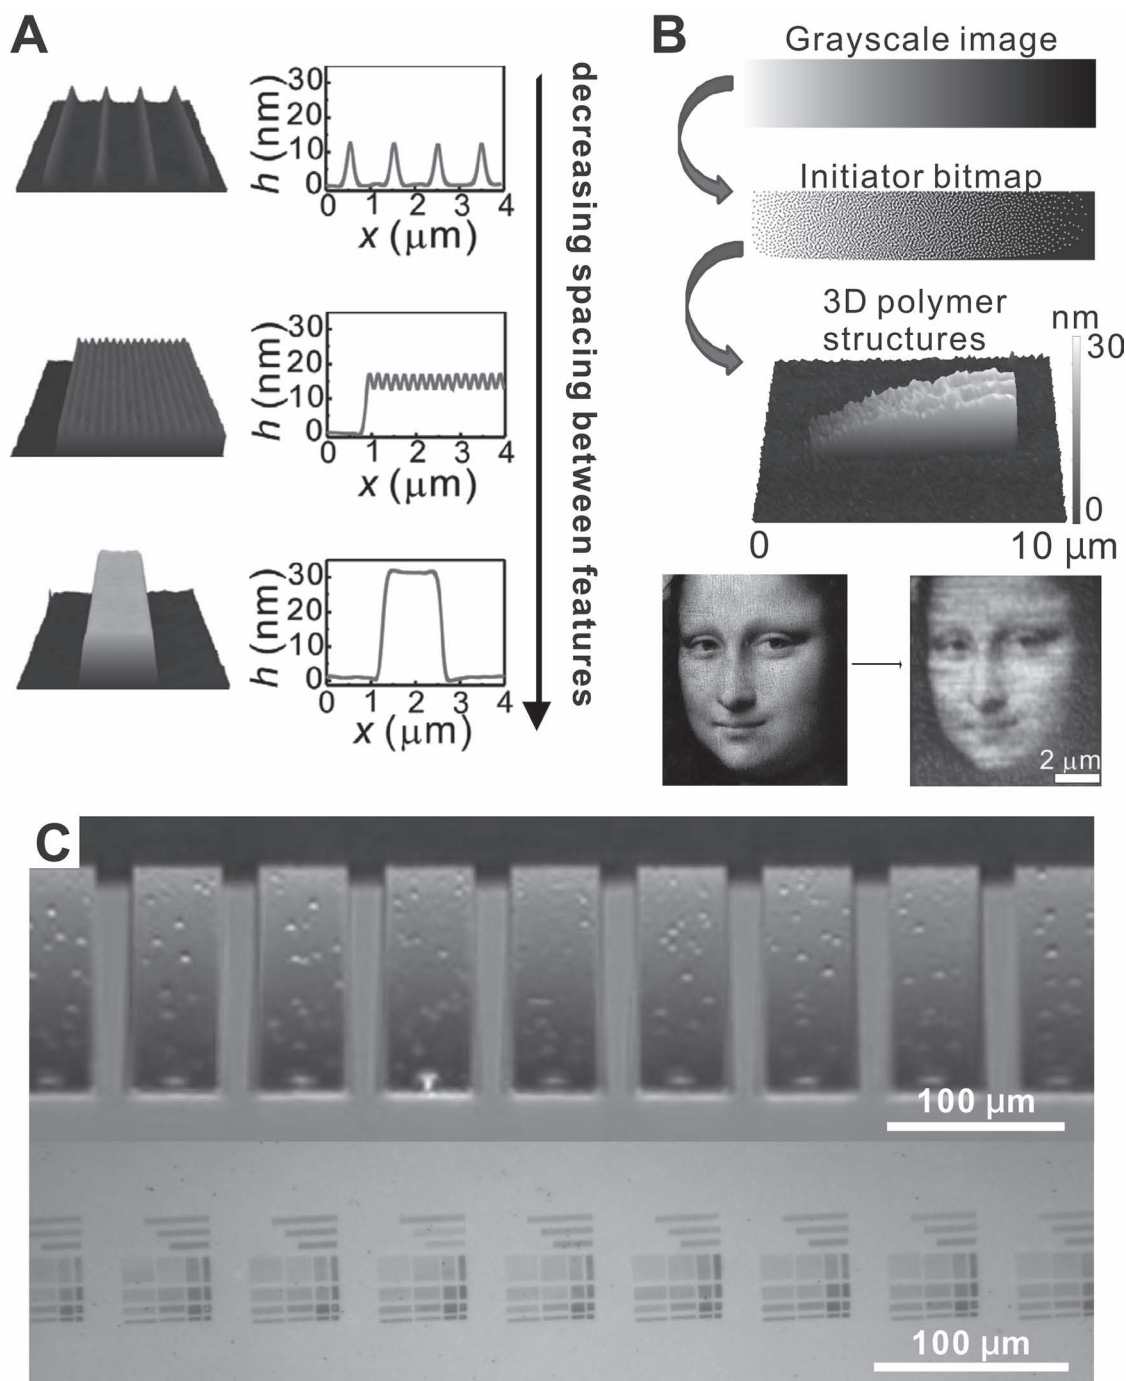 A
h (nm)
30
20
10
0
0 1 2 3 4
x (μm)
h (nm)
30
20
10
0
0 1 2 3 4
x (μm)
h (nm)
30
20
10
0
0 1 2 3 4
x (μm)
decreasing spacing between features
B
Grayscale image
Initiator bitmap
3D polymer
structures
nm
30
0
0 10 μm
2 μm
C
100 μm
100 μm